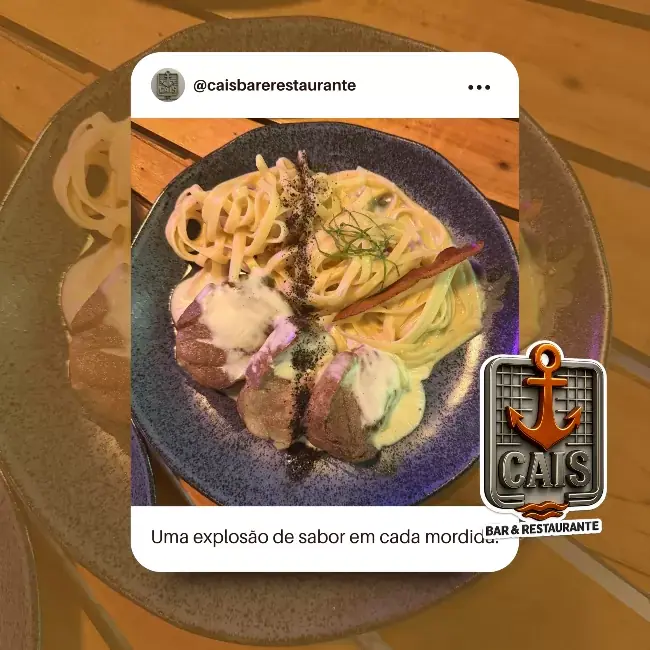 @caisbarerestaurante
Uma explosão de sabor em cada mordida.
CAIS
BAR & RESTAURANTE